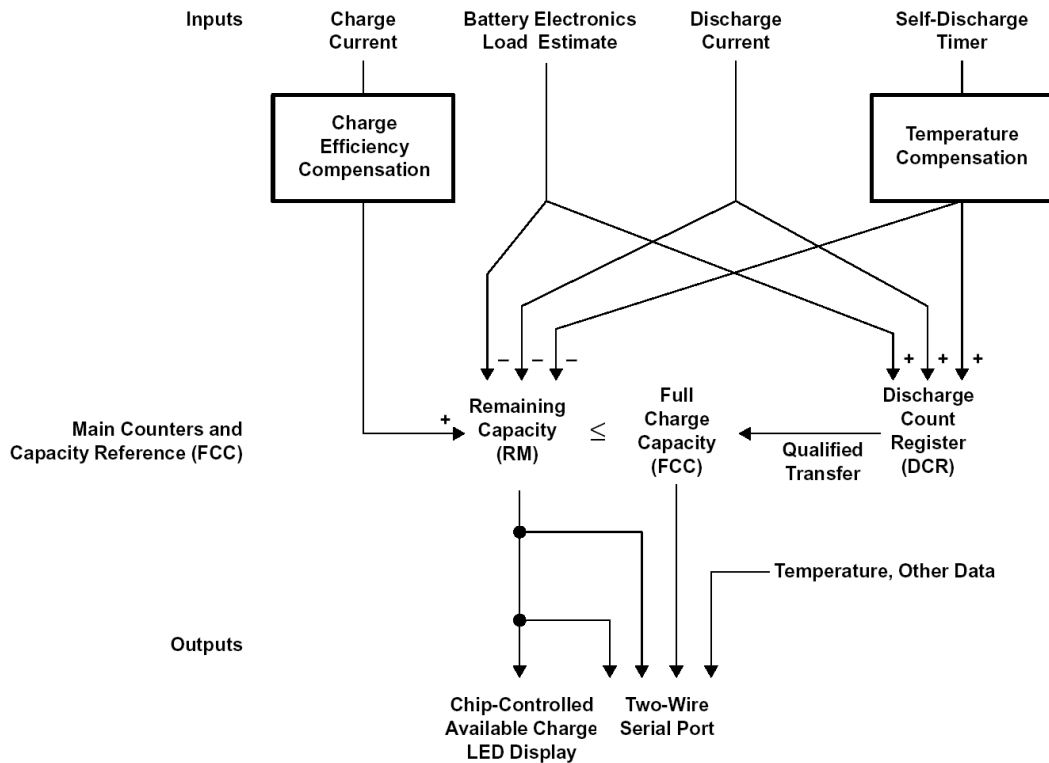 Inputs
Charge
Current
Battery Electronics
Load Estimate
Discharge
Current
Self-Discharge
Timer
Charge
Efficiency
Compensation
Temperature
Compensation
– – –
+ + +
+
Main Counters and
Capacity Reference (FCC)
Remaining
Capacity
(RM)
≤
Full
Charge
Capacity
(FCC)
Qualified
Transfer
Discharge
Count
Register
(DCR)
Temperature, Other Data
Outputs
Chip-Controlled
Available Charge
LED Display
Two-Wire
Serial Port